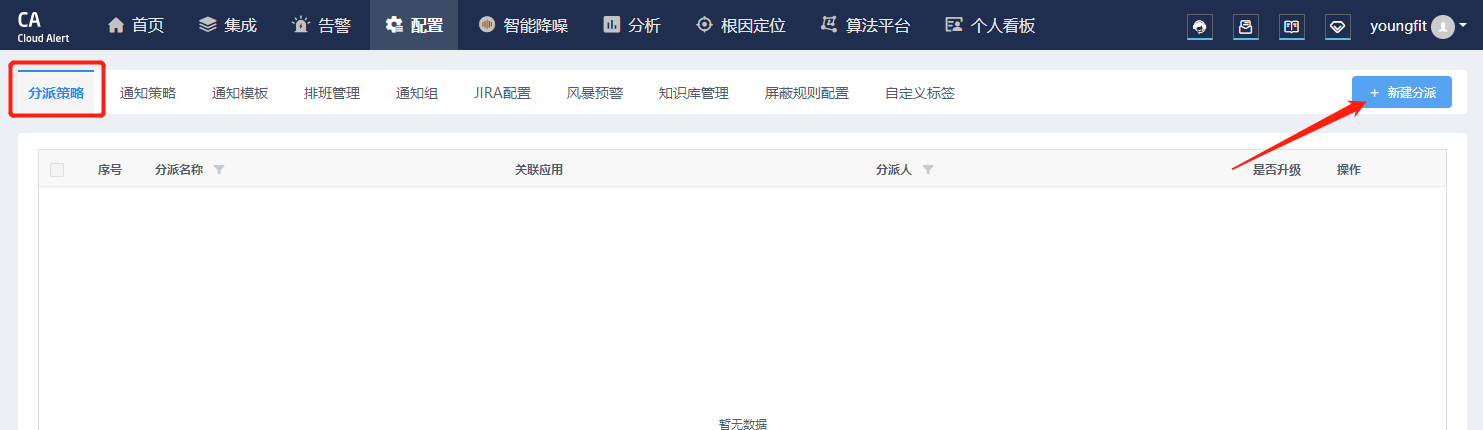 CA
Cloud Alert
首页 集成 告警 配置 智能降噪 分析 根因定位 算法平台 个人看板 youngfit
分派策略 通知策略 通知模板 排班管理 通知组 JIRA配置 风暴预警 知识库管理 屏蔽规则配置 自定义标签 + 新建分派
序号 分派名称 关联应用 分派人 是否升级 操作
暂无数据